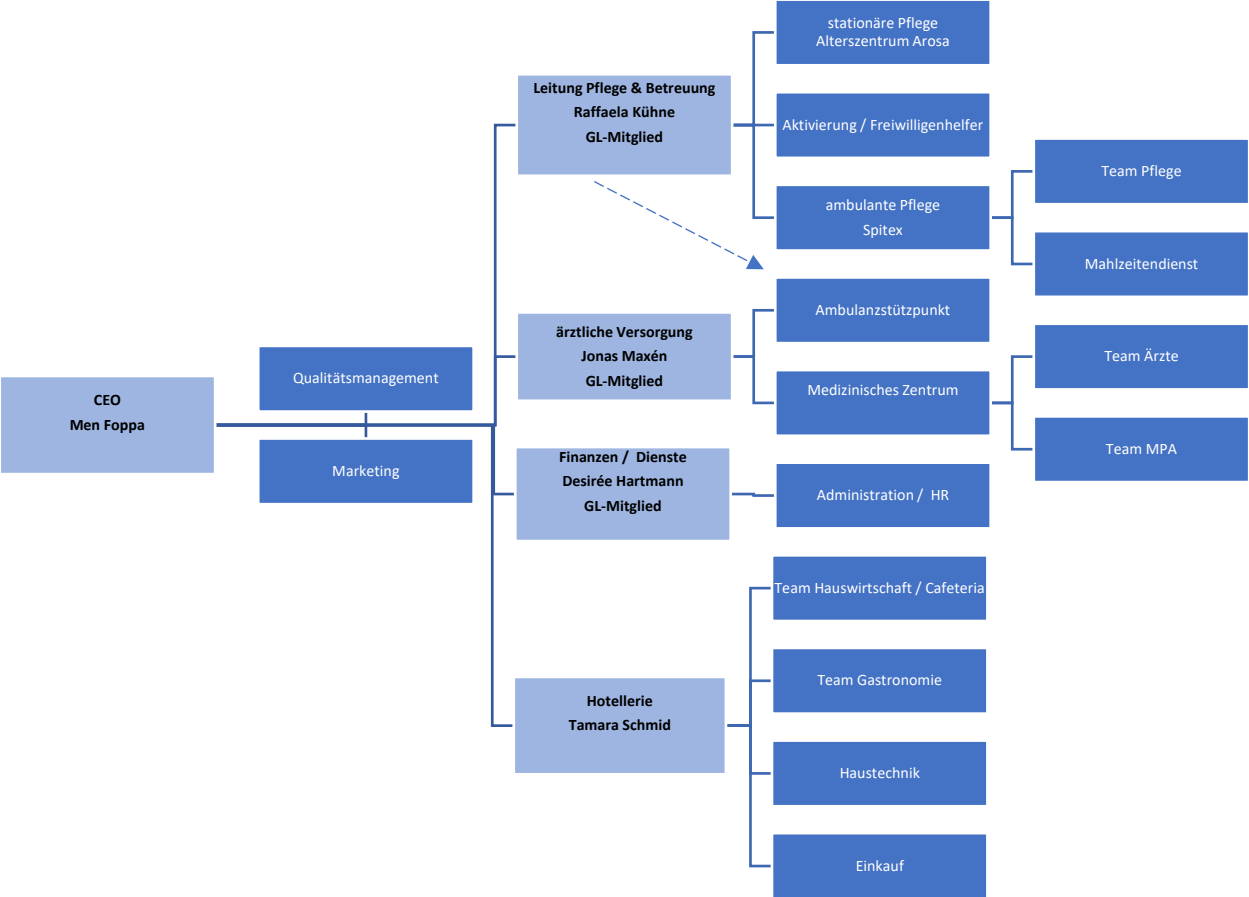 CEO
Men Foppa
Qualitätsmanagement
Marketing
Leitung Pflege & Betreuung
Raffaela Kühne
GL-Mitglied
stationäre Pflege
Alterszentrum Arosa
Aktivierung / Freiwilligenhelfer
ambulante Pflege
Spitex
Team Pflege
Mahlzeitendienst
ärztliche Versorgung
Jonas Maxén
GL-Mitglied
Ambulanzstützpunkt
Medizinisches Zentrum
Team Ärzte
Team MPA
Finanzen / Dienste
Desirée Hartmann
GL-Mitglied
Administration / HR
Hotellerie
Tamara Schmid
Team Hauswirtschaft / Cafeteria
Team Gastronomie
Haustechnik
Einkauf